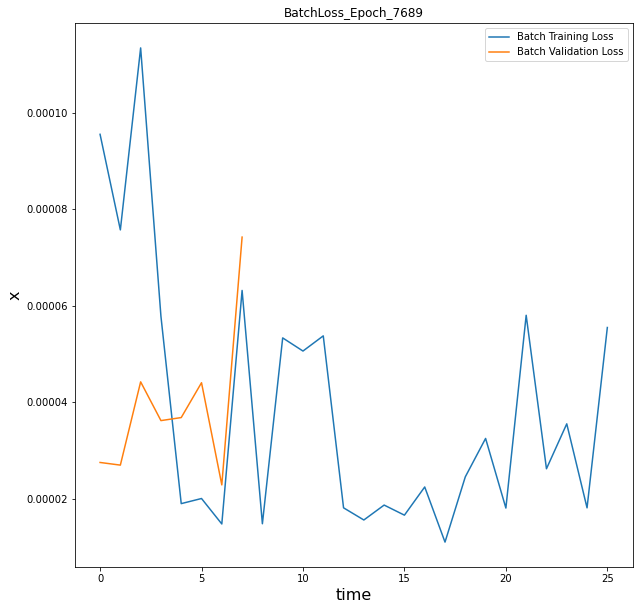 BatchLoss_Epoch_7689
Batch Training Loss
Batch Validation Loss
x
0.00010
0.00008
0.00006
0.00004
0.00002
0
5
10
15
20
25
time